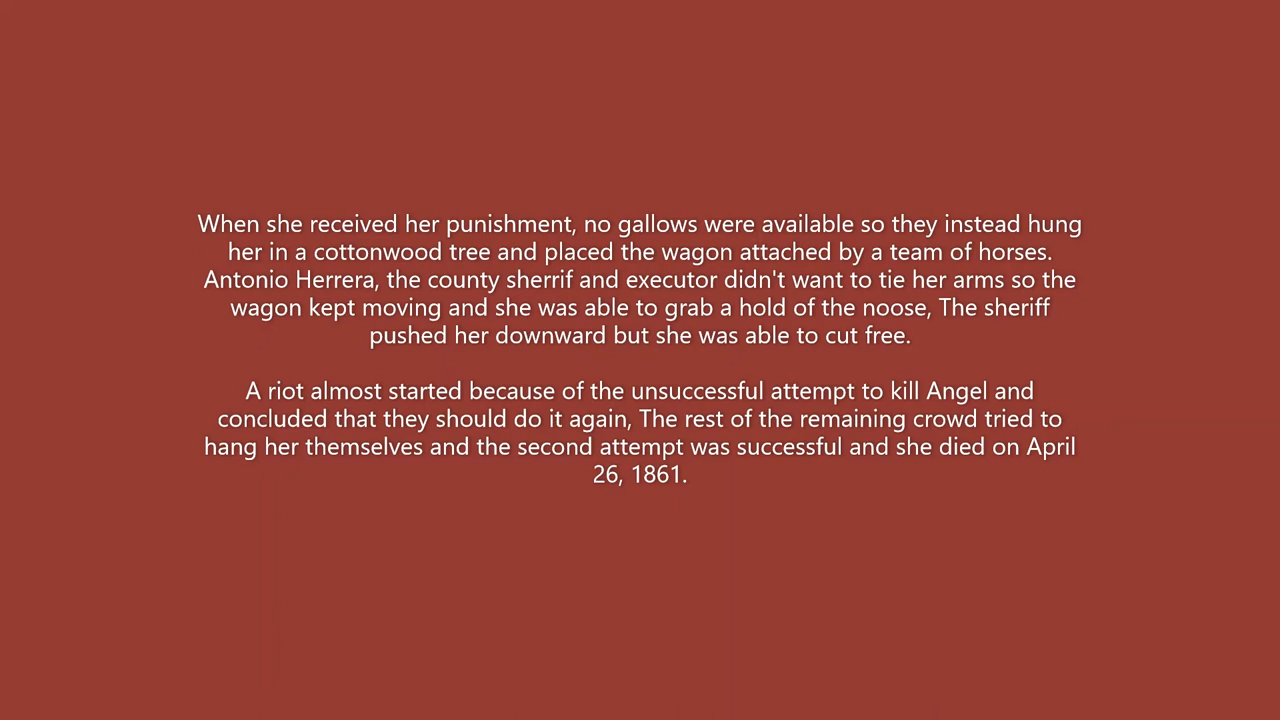 When she received her punishment, no gallows were available so they instead hung
her in a cottonwood tree and placed the wagon attached by a team of horses.
Antonio Herrera, the county sherrif and executor didn't want to tie her arms so the
wagon kept moving and she was able to grab a hold of the noose, The sheriff
pushed her downward but she was able to cut free.
A riot almost started because of the unsuccessful attempt to kill Angel and
concluded that they should do it again, The rest of the remaining crowd tried to
hang her themselves and the second attempt was successful and she died on April
26, 1861.